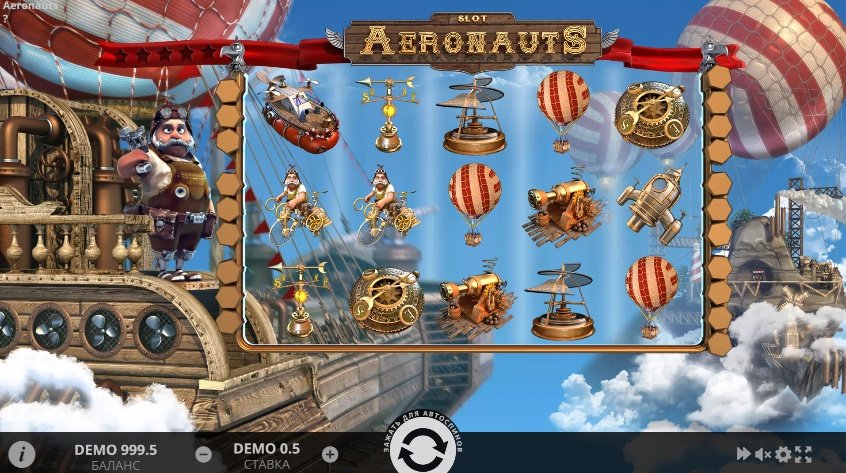 Aeronauts
?
SLOT
AERONAUTS
DEMO 999.5
БАЛАНС
DEMO 0.5
СТАВКА
ЗАЖАТЬ ДЛЯ АВТОСПИНОВ